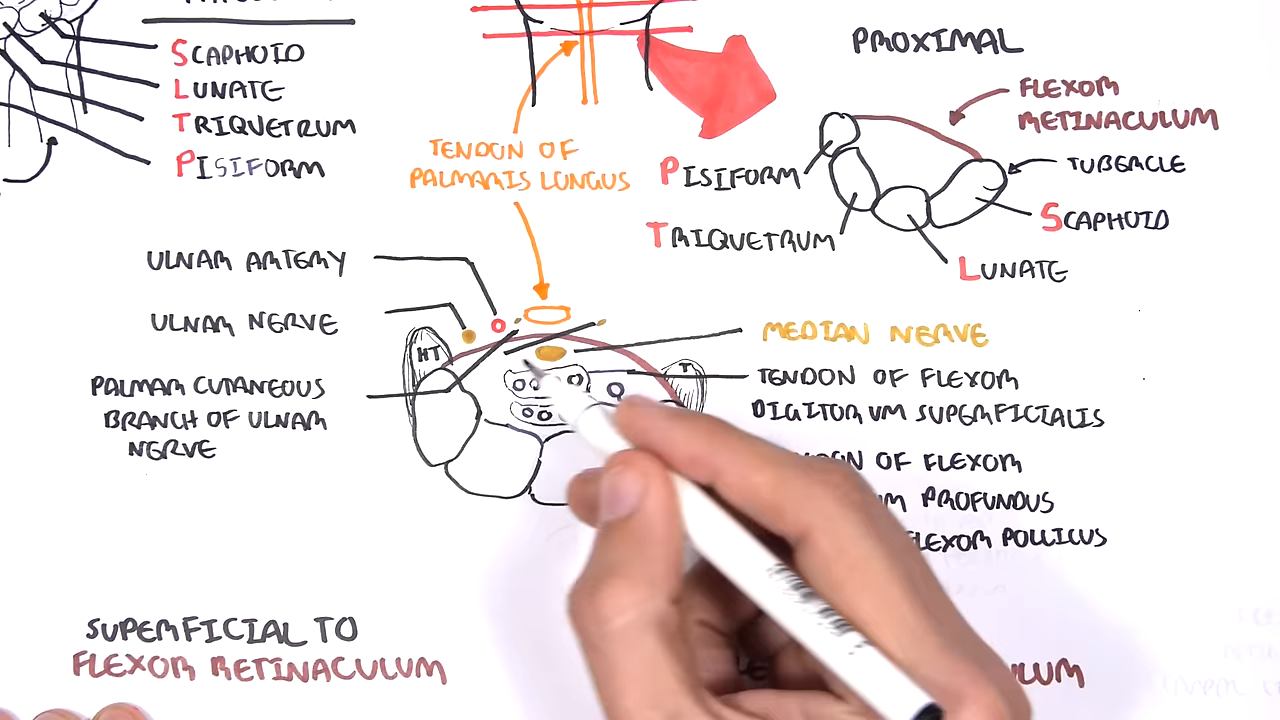 SCAPHOID
LUNATE
TRIQUETRUM
PISIFORM
TENDON OF
PALMARIS LONGUS
PROXIMAL
FLEXOR
RETINACULUM
TUBERCLE
PISIFORM
TRIQUETRUM
SCAPHOID
LUNATE
ULNAR ARTERY
ULNAR NERVE
PALMAR CUTANEOUS
BRANCH OF ULNAR
NERVE
HT
T
MEDIAN NERVE
TENDON OF FLEXOR
DIGITORUM SUPERFICIALIS
OF FLEXOR
PROFUNDUS
FLEXOR POLLICUS
SUPERFICIAL TO
FLEXOR RETINACULUM